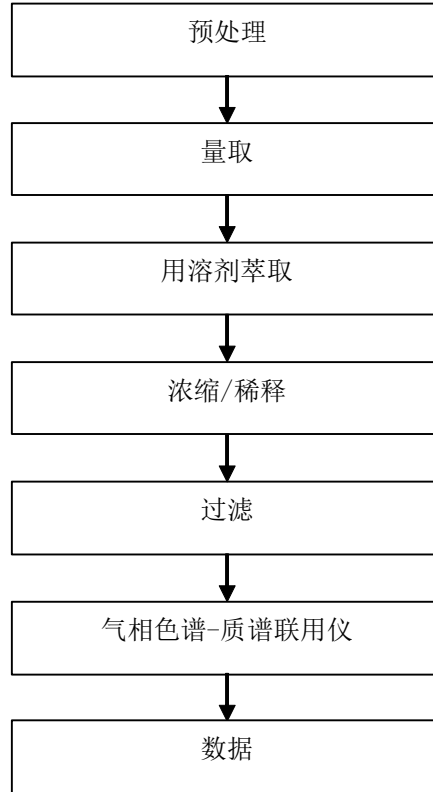 预处理
量取
用溶剂萃取
浓缩/稀释
过滤
气相色谱-质谱联用仪
数据